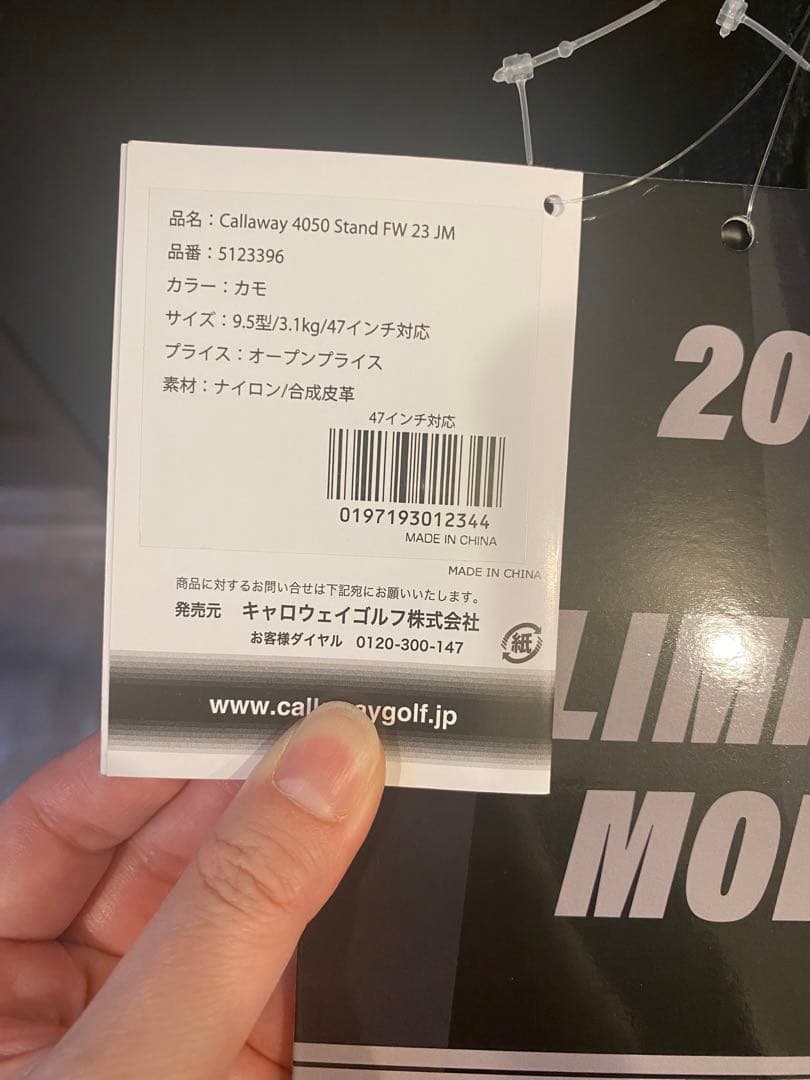 品名：Callaway 4050 Stand FW 23 JM
品番：5123396
カラー：カモ
サイズ：9.5型/3.1kg/47インチ対応
プライス：オープンプライス
素材：ナイロン/合成皮革
47インチ対応
0197193012344
MADE IN CHINA
MADE IN CHINA
商品に対するお問い合せは下記宛にお願いいたします。
発売元 キャロウェイゴルフ株式会社
お客様ダイヤル 0120-300-147
紙
www.callawaygolf.jp
20